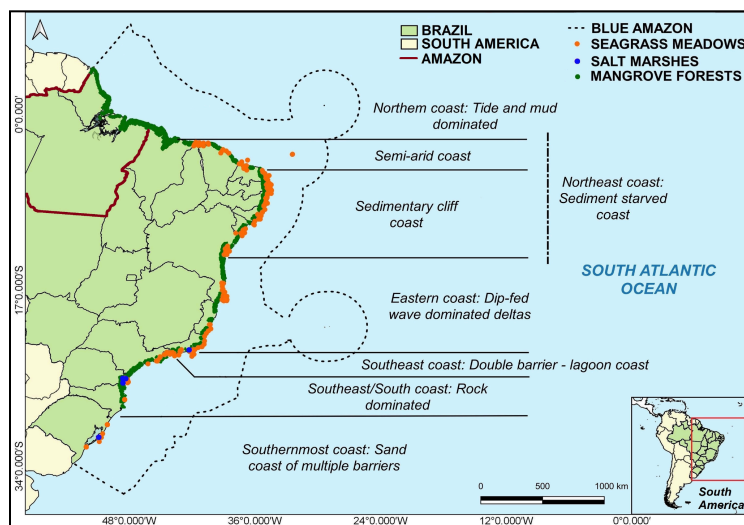 BRAZIL
SOUTH AMERICA
AMAZON
BLUE AMAZON
SEAGRASS MEADOWS
SALT MARSHES
MANGROVE FORESTS
0°0.000'
Northern coast: Tide and mud
dominated
Semi-arid coast
Northeast coast:
Sediment starved
coast
Sedimentary cliff
coast
SOUTH ATLANTIC
OCEAN
17°0.000'S
Eastern coast: Dip-fed
wave dominated deltas
Southeast coast: Double barrier - lagoon coast
Southeast/South coast: Rock
dominated
Southernmost coast: Sand
coast of multiple barriers
34°0.000'S
0
500
1000 km
South
America
48°0.000'W
36°0.000'W
24°0.000'W
12°0.000'W
0°0.000'